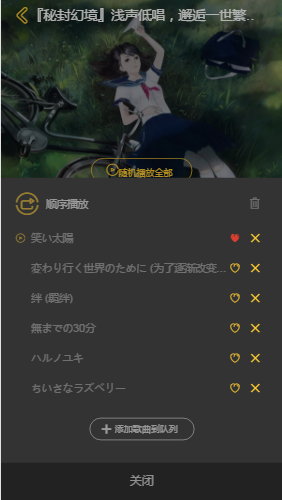 『秘封幻境』浅声低唱，邂逅一世繁..
随机播放全部
顺序播放
笑い太陽
変わり行く世界のために (为了逐渐改变...
絆 (羁绊)
無までの30分
ハルノユキ
ちいさなラズベリー
添加歌曲到队列
关闭